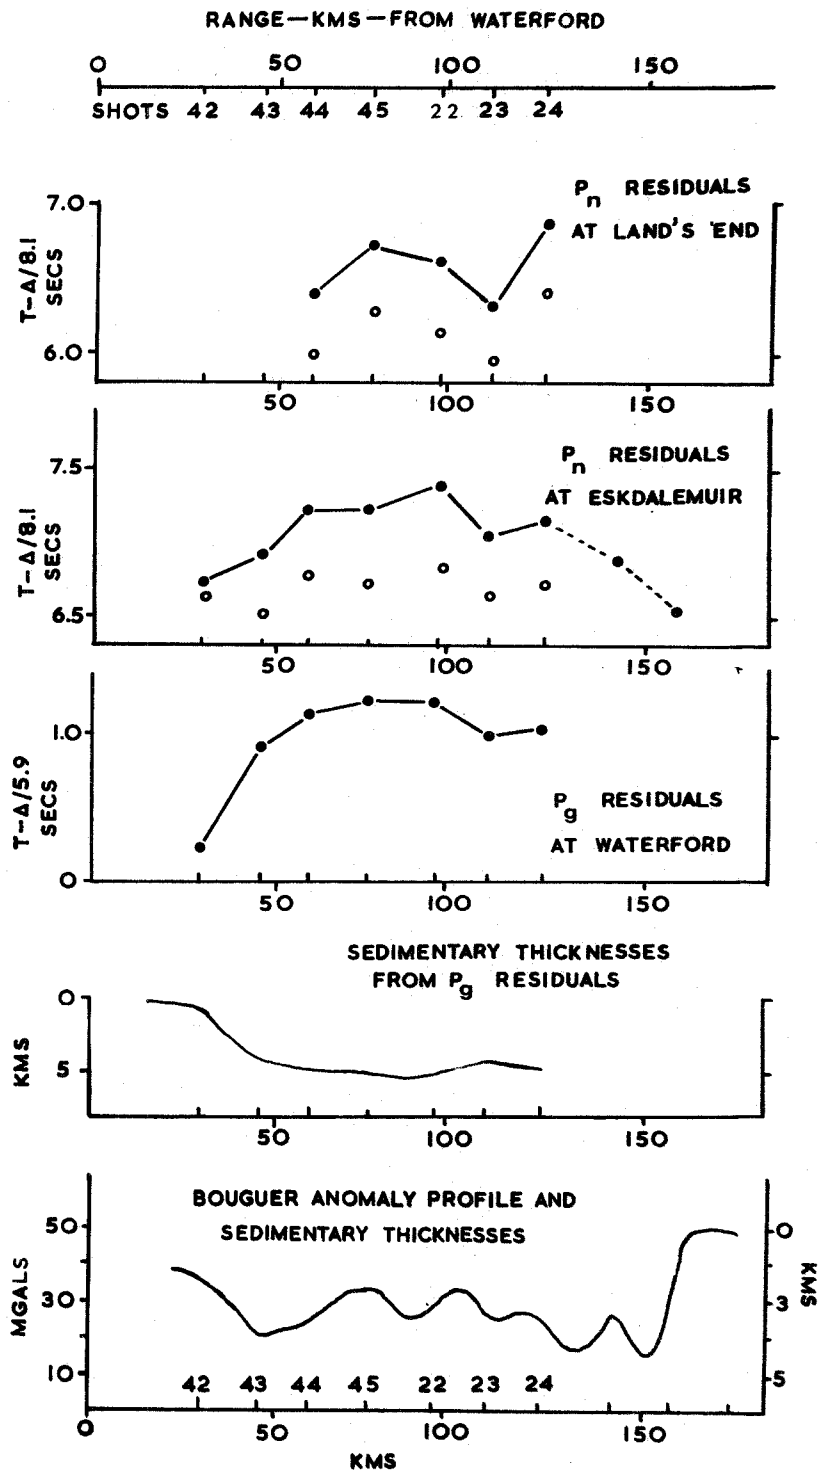 RANGE—KMS—FROM WATERFORD
0 50 100 150
SHOTS 42 43 44 45 22 23 24
Pn RESIDUALS
AT LAND'S END
T–Δ/8.1
SECS
7.0
6.0
50 100 150
Pn RESIDUALS
AT ESKDALEMUIR
T–Δ/8.1
SECS
7.5
6.5
50 100 150
T–Δ/5.9
SECS
1.0
0
Pg RESIDUALS
AT WATERFORD
50 100 150
SEDIMENTARY THICKNESSES
FROM Pg RESIDUALS
KMS
0
5
50 100 150
BOUGUER ANOMALY PROFILE AND
SEDIMENTARY THICKNESSES
MGALS
50
30
10
0
3
5
KMS
42 43 44 45 22 23 24
0 50 100 150
KMS